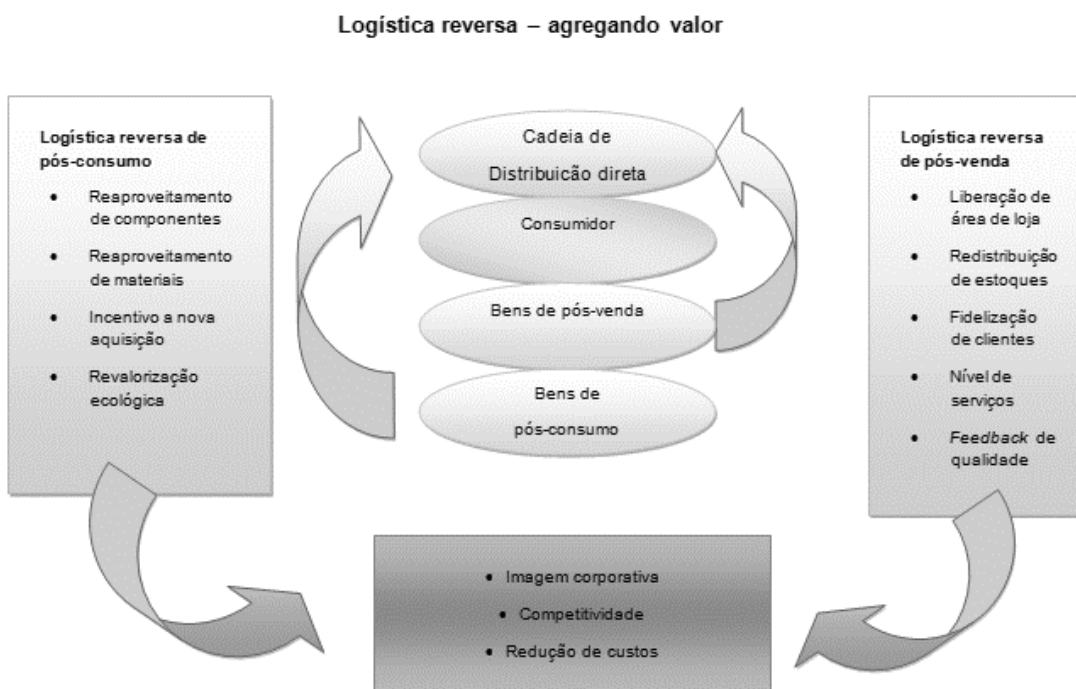 Logística reversa – agregando valor
Logística reversa de
pós-consumo
• Reaproveitamento
de componentes
• Reaproveitamento
de materiais
• Incentivo a nova
aquisição
• Revalorização
ecológica
Cadeia de
Distribuicão direta
Consumidor
Bens de pós-venda
Bens de
pós-consumo
Logística reversa
de pós-venda
• Liberação de
área de loja
• Redistribuição
de estoques
• Fidelização
de clientes
• Nível de
serviços
• Feedback de
qualidade
• Imagem corporativa
• Competitividade
• Redução de custos